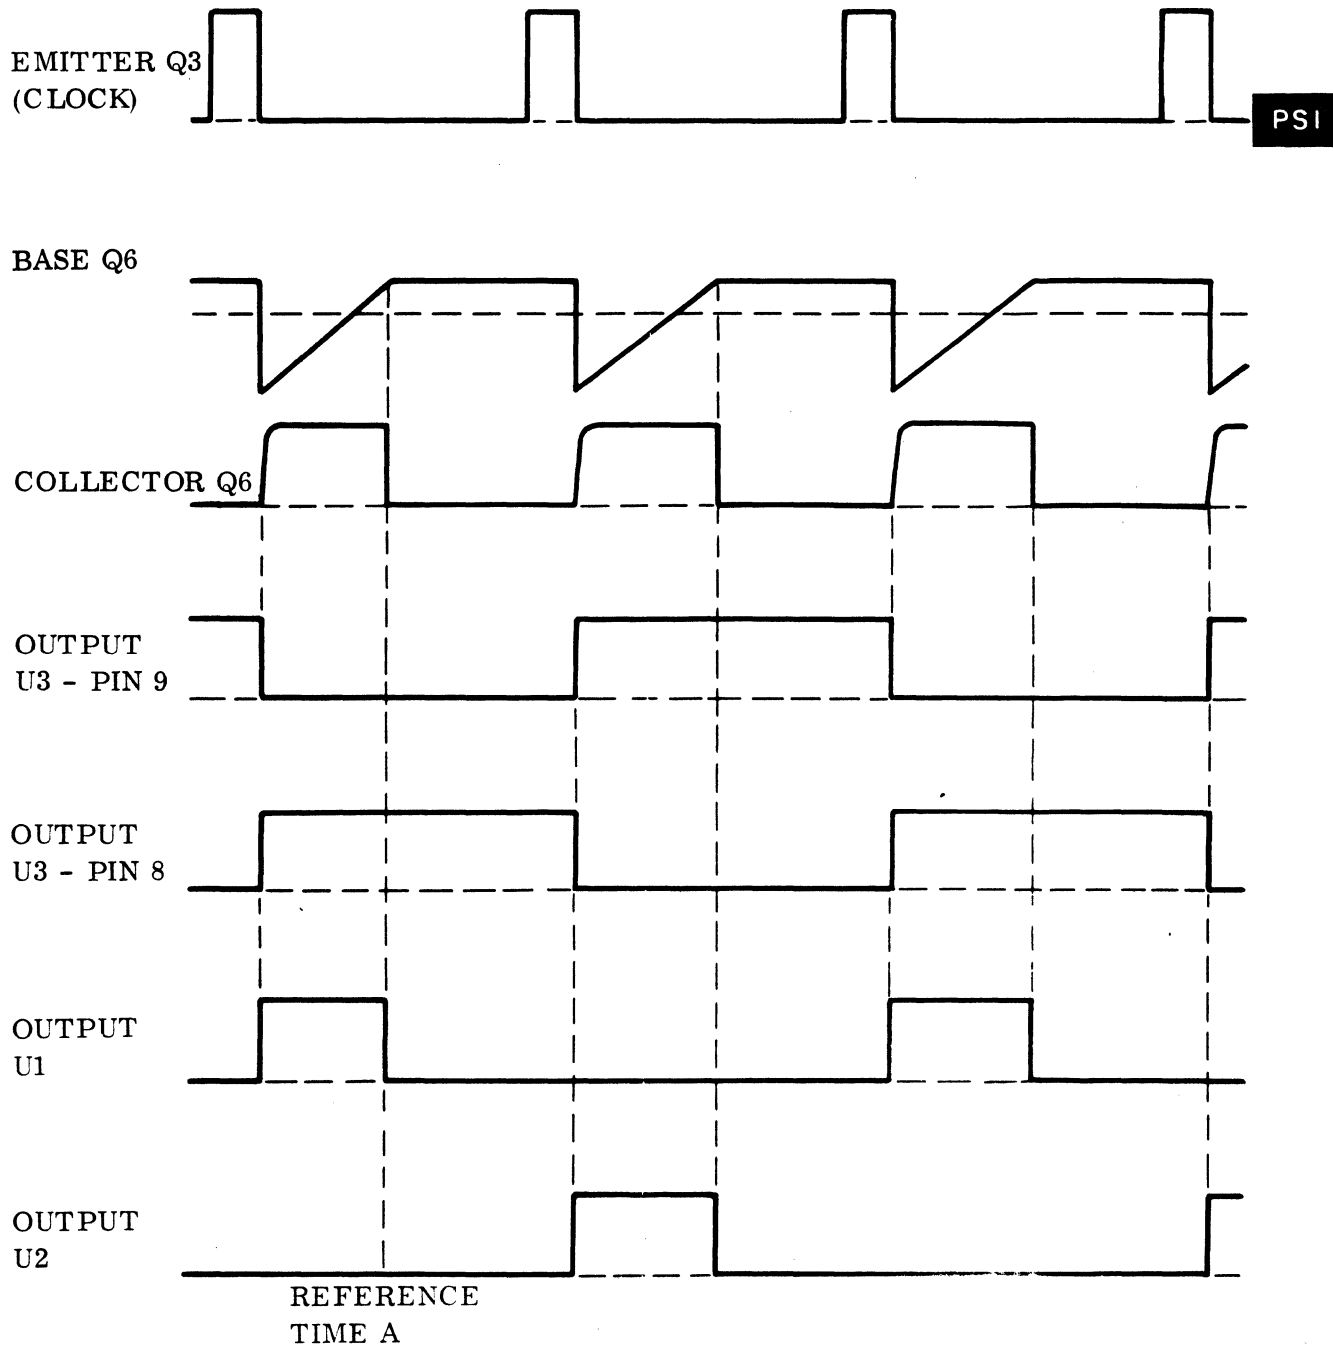 EMITTER Q3
(CLOCK)
PSI
BASE Q6
COLLECTOR Q6
OUTPUT
U3 - PIN 9
OUTPUT
U3 - PIN 8
OUTPUT
U1
OUTPUT
U2
REFERENCE
TIME A